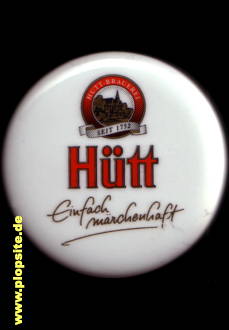 HÜTT-BRAUEREI
SEIT 1752
Hütt
Einfach
märchenhaft
www.plopsite.de